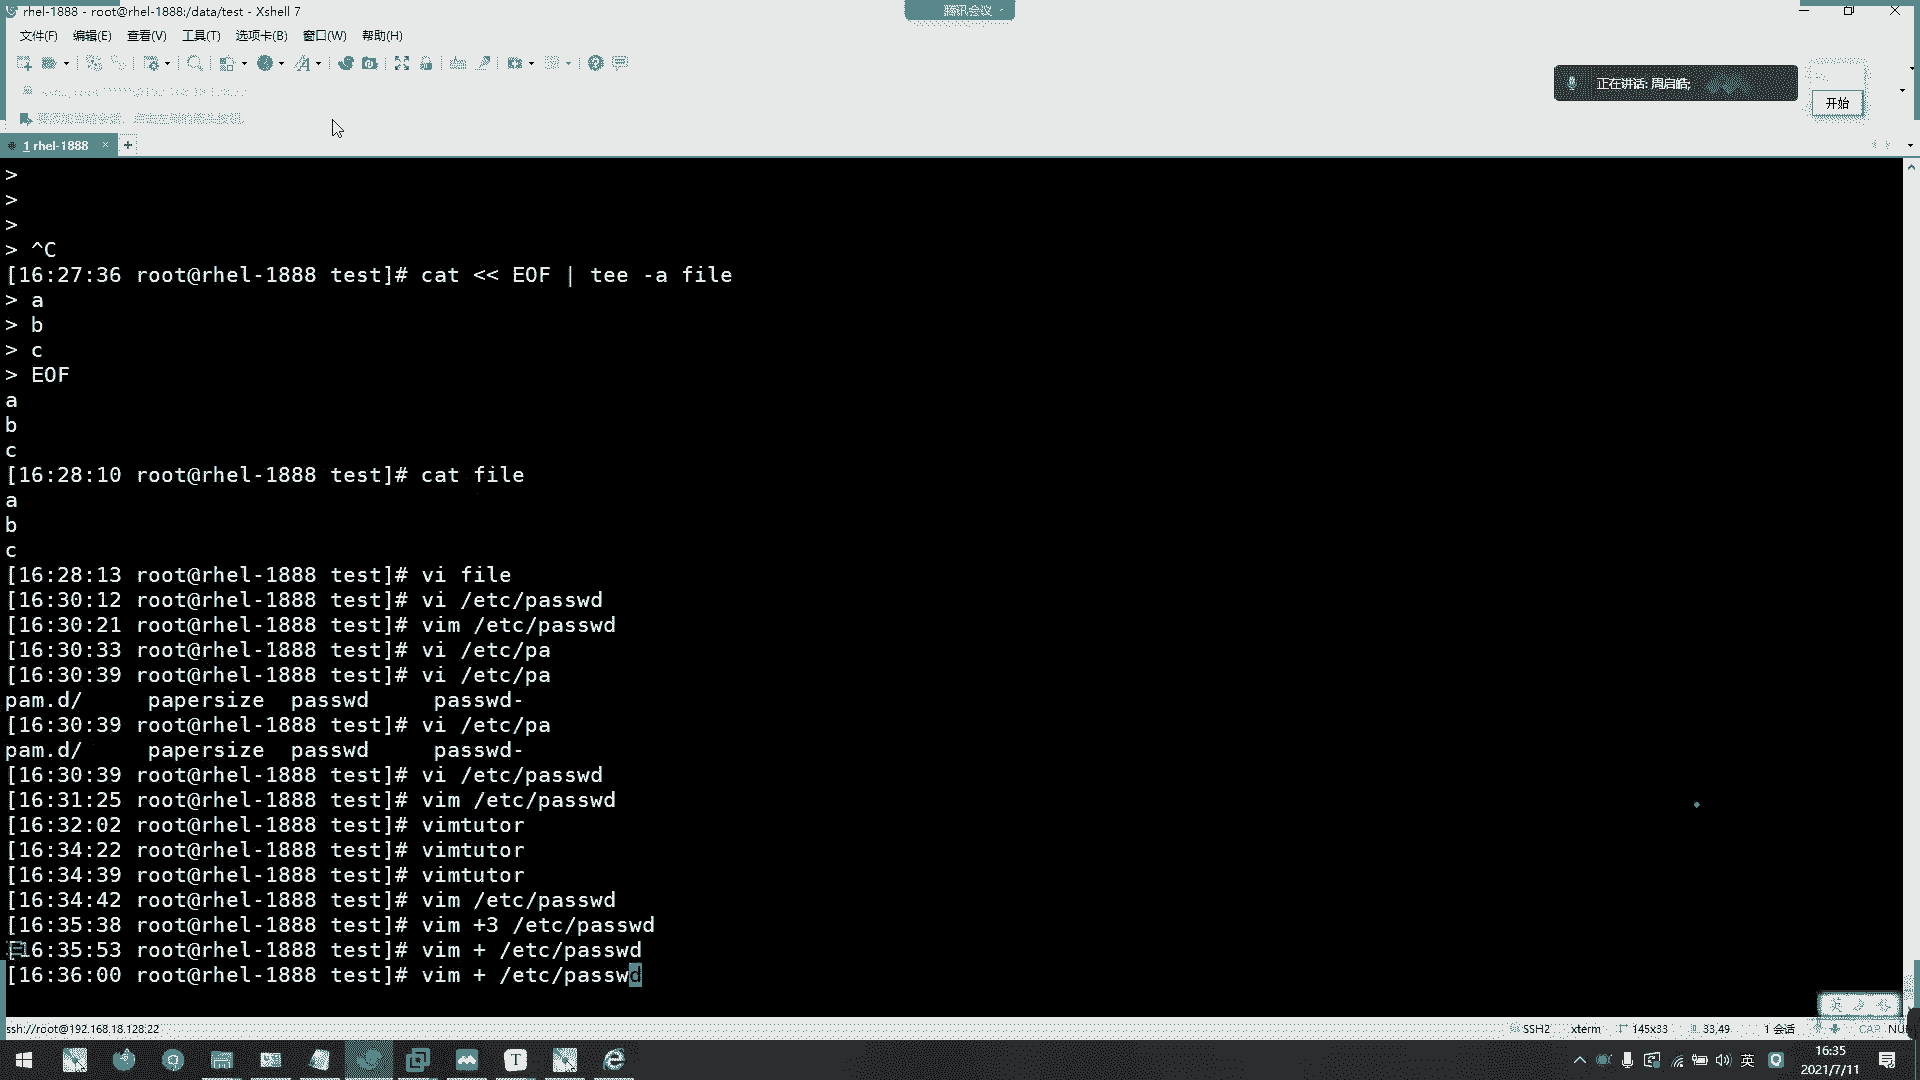 rhel-1888 - root@rhel-1888:/data/test - Xshell 7
腾讯会议
文件(F) 编辑(E) 查看(V) 工具(T) 选项卡(B) 窗口(W) 帮助(H)
正在讲话: 周启皓;
开始
1 rhel-1888 × +
>
>
>
> ^C
[16:27:36 root@rhel-1888 test]# cat << EOF | tee -a file
> a
> b
> c
> EOF
a
b
c
[16:28:10 root@rhel-1888 test]# cat file
a
b
c
[16:28:13 root@rhel-1888 test]# vi file
[16:30:12 root@rhel-1888 test]# vi /etc/passwd
[16:30:21 root@rhel-1888 test]# vim /etc/passwd
[16:30:33 root@rhel-1888 test]# vi /etc/pa
[16:30:39 root@rhel-1888 test]# vi /etc/pa
pam.d/     papersize  passwd     passwd-
[16:30:39 root@rhel-1888 test]# vi /etc/pa
pam.d/     papersize  passwd     passwd-
[16:30:39 root@rhel-1888 test]# vi /etc/passwd
[16:31:25 root@rhel-1888 test]# vim /etc/passwd
[16:32:02 root@rhel-1888 test]# vimtutor
[16:34:22 root@rhel-1888 test]# vimtutor
[16:34:39 root@rhel-1888 test]# vimtutor
[16:34:42 root@rhel-1888 test]# vim /etc/passwd
[16:35:38 root@rhel-1888 test]# vim +3 /etc/passwd
[16:35:53 root@rhel-1888 test]# vim + /etc/passwd
[16:36:00 root@rhel-1888 test]# vim + /etc/passwd
英
ssh://root@192.168.18.128:22 SSH2 xterm 145x33 33,49 1 会话 CAP NUM
英 16:35
2021/7/11